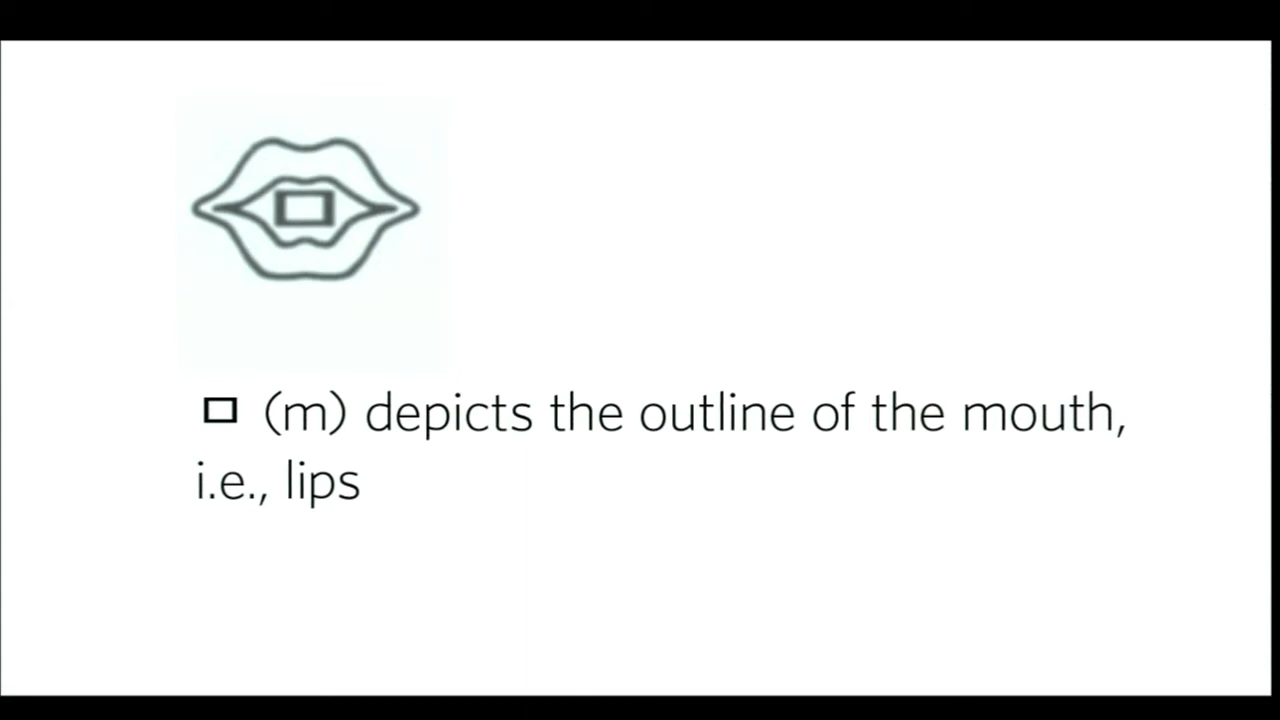 ㅁ (m) depicts the outline of the mouth,
i.e., lips